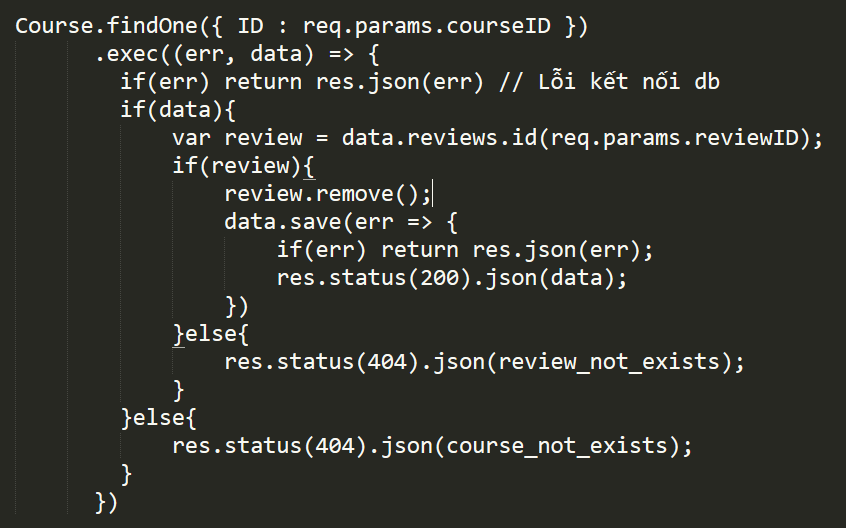 Course.findOne({ ID : req.params.courseID })
.exec((err, data) => {
if(err) return res.json(err) // Lỗi kết nối db
if(data){
var review = data.reviews.id(req.params.reviewID);
if(review){
review.remove();
data.save(err => {
if(err) return res.json(err);
res.status(200).json(data);
})
}else{
res.status(404).json(review_not_exists);
}
}else{
res.status(404).json(course_not_exists);
}
})